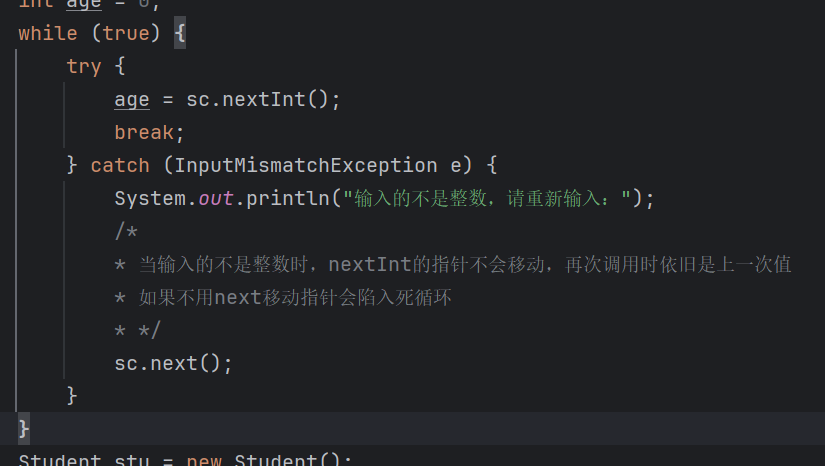 int age = 0;
while (true) {
try {
age = sc.nextInt();
break;
} catch (InputMismatchException e) {
System.out.println("输入的不是整数，请重新输入：");
/*
* 当输入的不是整数时，nextInt的指针不会移动，再次调用时依旧是上一次值
* 如果不用next移动指针会陷入死循环
* */
sc.next();
}
}
Student stu = new Student();